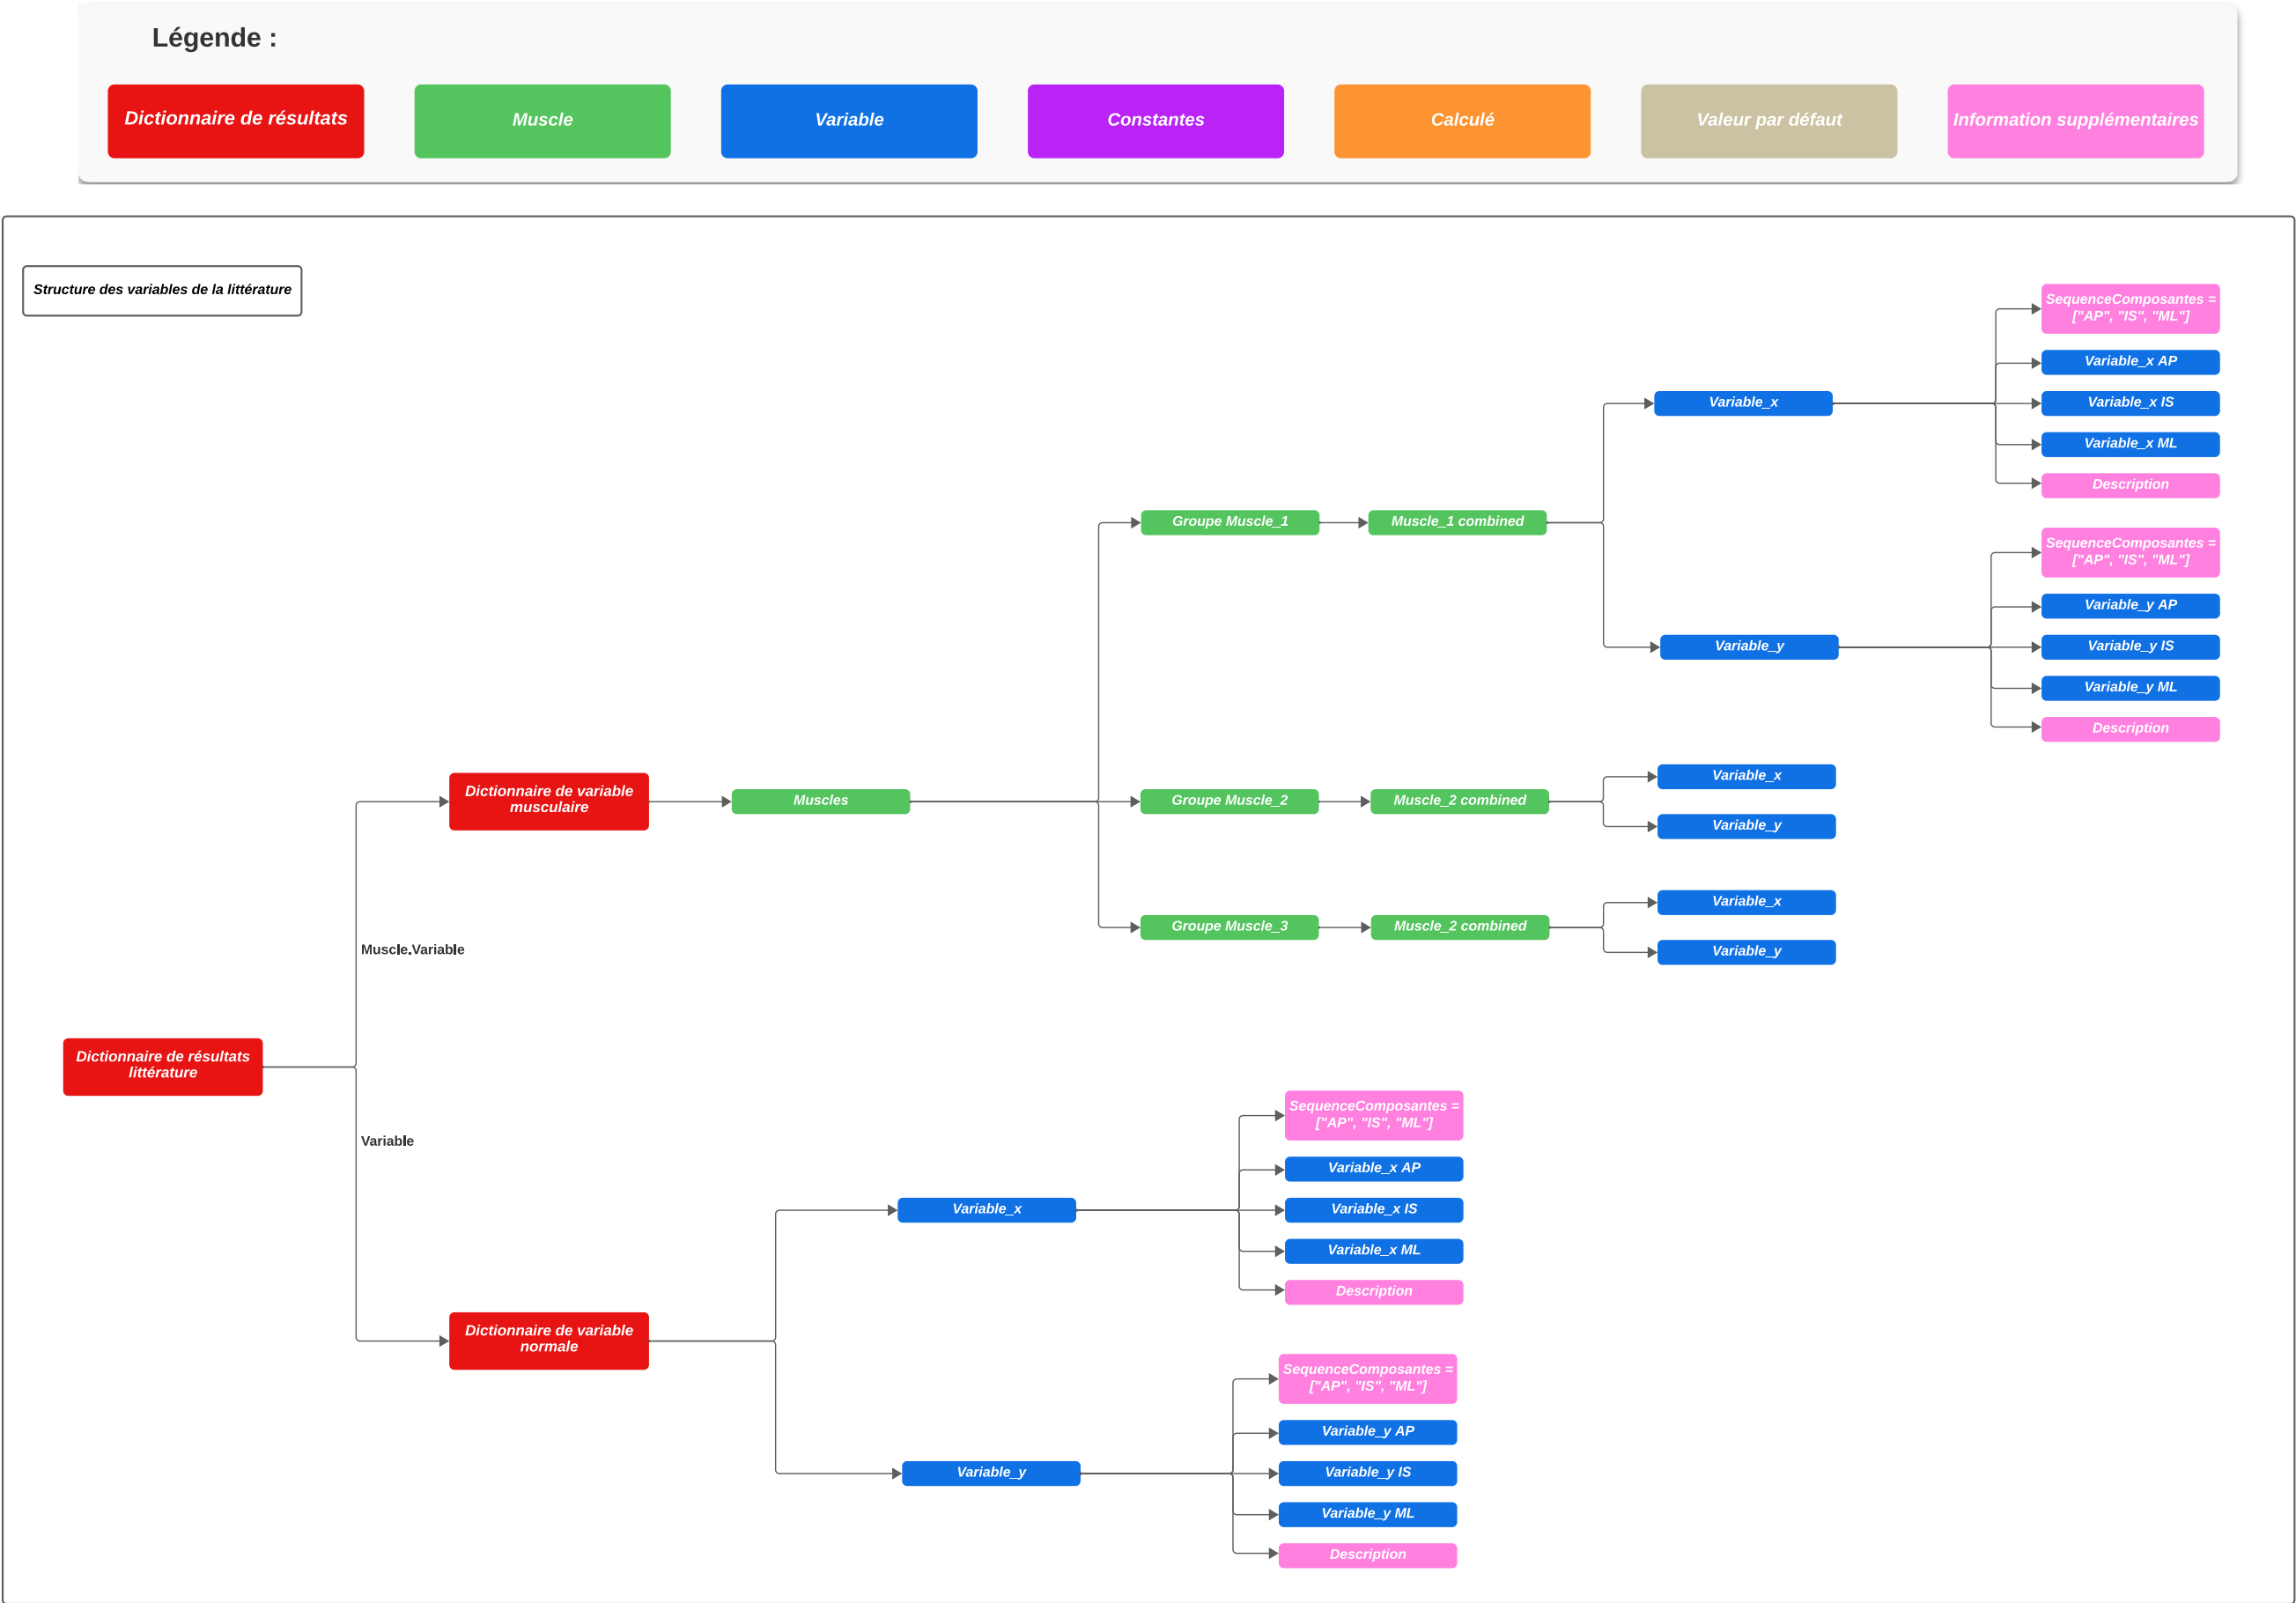 Légende :
Dictionnaire de résultats
Muscle
Variable
Constantes
Calculé
Valeur par défaut
Information supplémentaires
Structure des variables de la littérature
SequenceComposantes =
["AP", "IS", "ML"]
Variable_x AP
Variable_x
Variable_x IS
Variable_x ML
Description
Groupe Muscle_1
Muscle_1 combined
SequenceComposantes =
["AP", "IS", "ML"]
Variable_y AP
Variable_y
Variable_y IS
Variable_y ML
Description
Dictionnaire de variable
musculaire
Muscles
Groupe Muscle_2
Muscle_2 combined
Variable_x
Variable_y
Groupe Muscle_3
Muscle_2 combined
Variable_x
Variable_y
Muscle.Variable
Dictionnaire de résultats
littérature
Variable
SequenceComposantes =
["AP", "IS", "ML"]
Variable_x AP
Variable_x
Variable_x IS
Variable_x ML
Description
Dictionnaire de variable
normale
SequenceComposantes =
["AP", "IS", "ML"]
Variable_y AP
Variable_y
Variable_y IS
Variable_y ML
Description